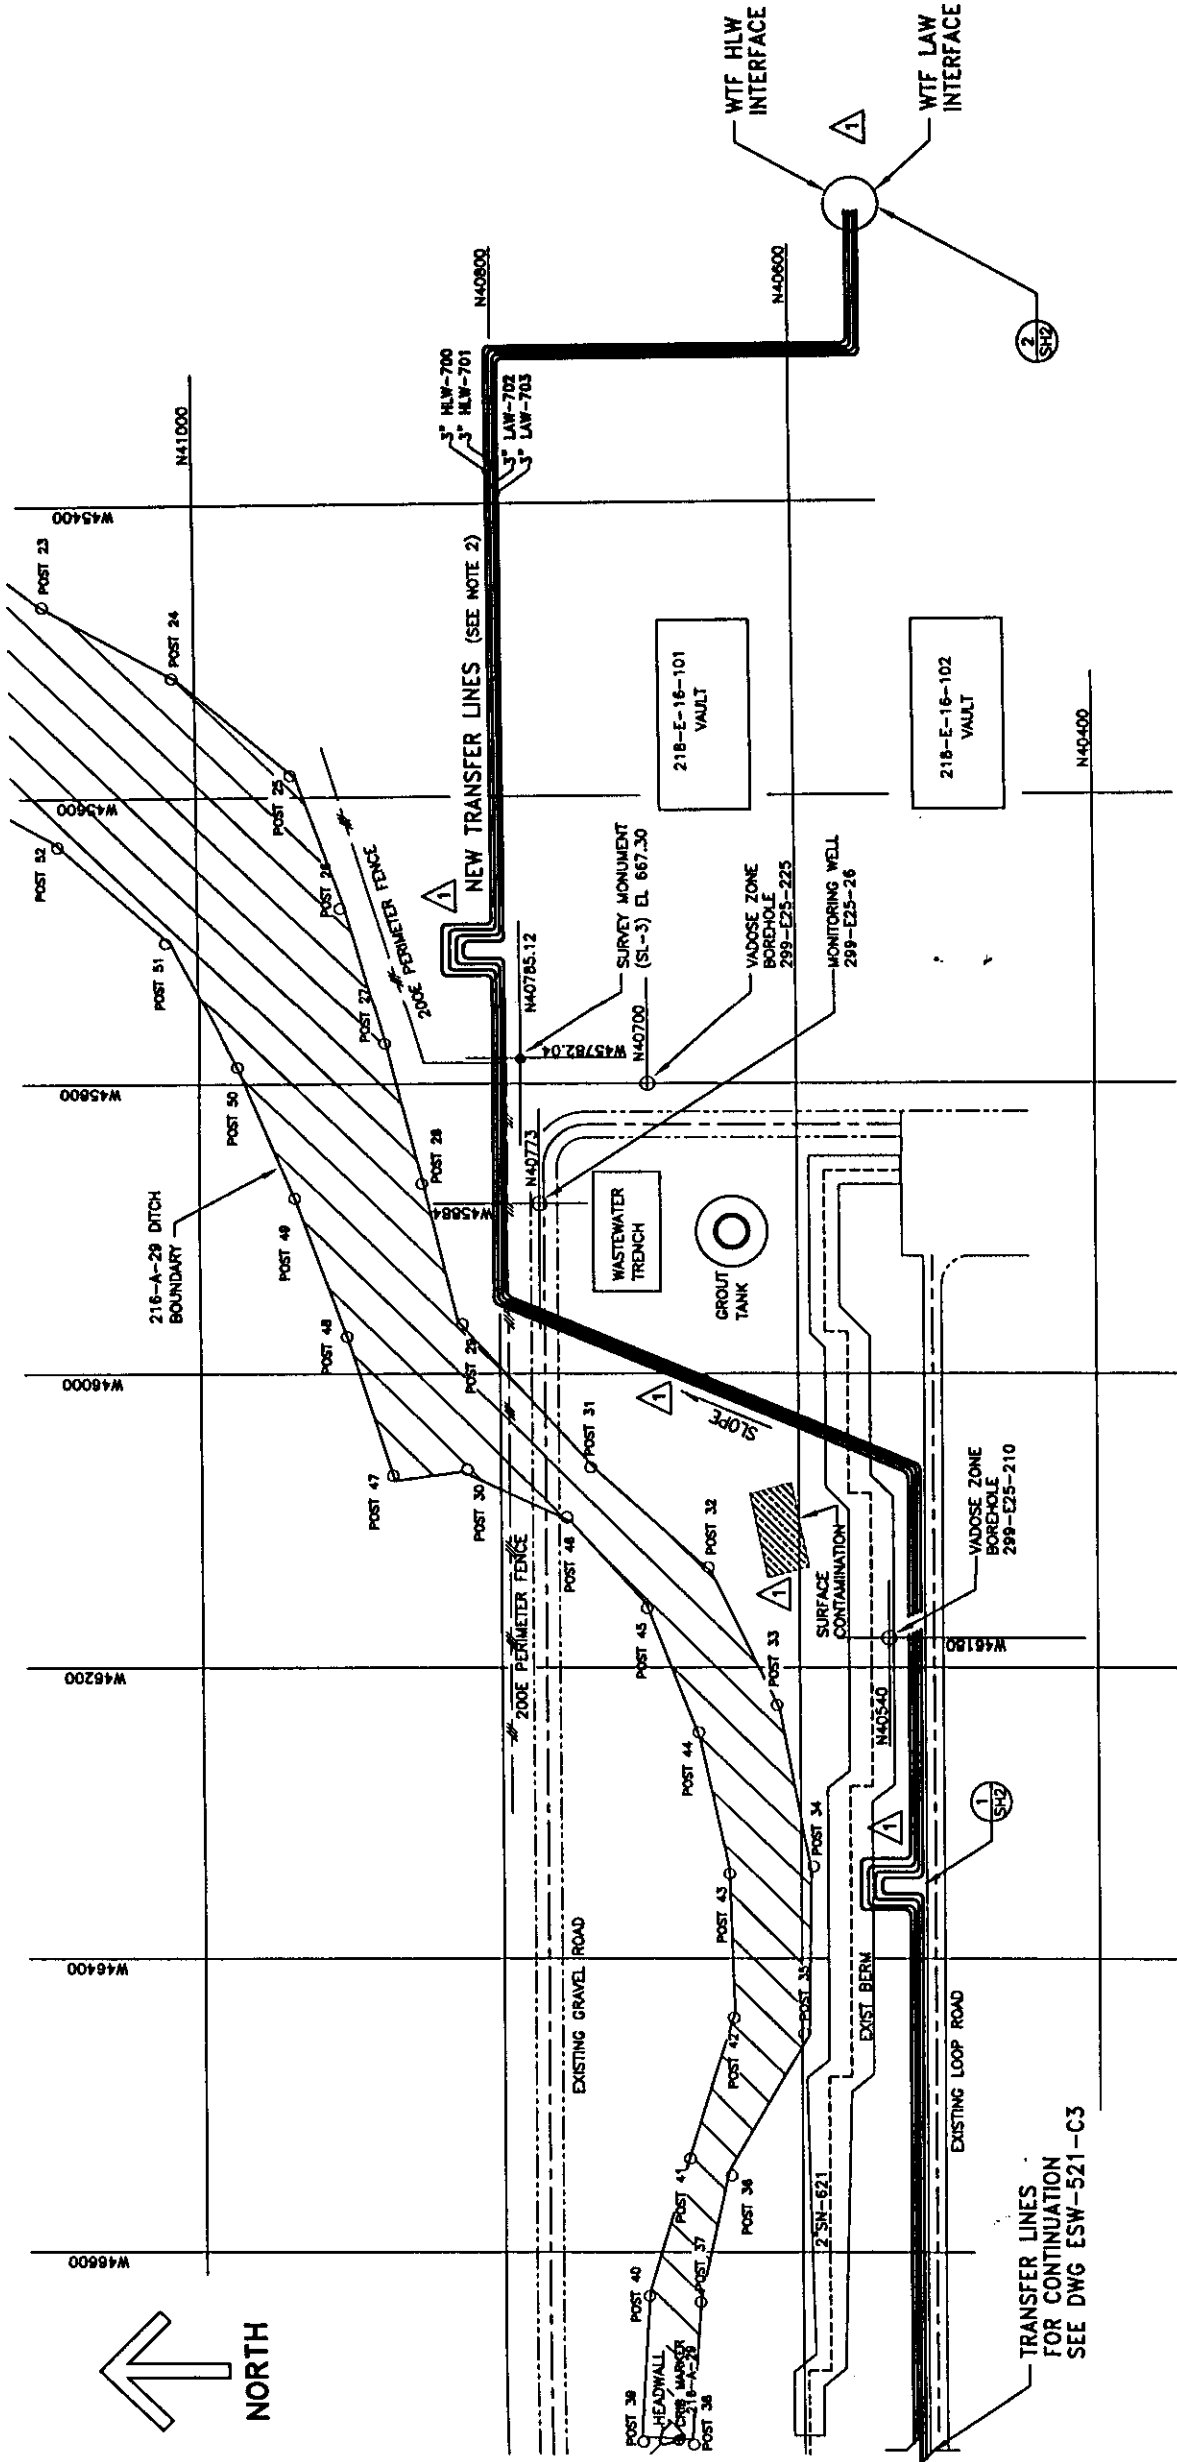 NORTH
W46600
W46400
W46200
W46000
W45800
W45600
W45400
N41000
N40800
N40600
N40400
POST 23
POST 24
POST 25
POST 26
POST 27
POST 28
POST 29
POST 30
POST 31
POST 32
POST 33
POST 34
POST 35
POST 36
POST 37
POST 38
POST 39
POST 40
POST 41
POST 42
POST 43
POST 44
POST 45
POST 46
POST 47
POST 48
POST 49
POST 50
POST 51
POST 52
216-A-29 DITCH
BOUNDARY
HEADWALL
CRIB MARKER
216-A-29
EXISTING GRAVEL ROAD
200E PERIMETER FENCE
200E PERIMETER FENCE
NEW TRANSFER LINES (SEE NOTE 2)
1
3" HLW-700
3" HLW-701
3" LAW-702
3" LAW-703
WTF HLW
INTERFACE
1
WTF LAW
INTERFACE
2
SH2
N40785.12
W45782.04
SURVEY MONUMENT
(SL-3) EL 667.30
N40700
VADOSE ZONE
BOREHOLE
299-E25-225
N40773
W45884
MONITORING WELL
299-E25-26
218-E-16-101
VAULT
218-E-16-102
VAULT
WASTEWATER
TRENCH
GROUT
TANK
SLOPE
1
1
SURFACE
CONTAMINATION
VADOSE ZONE
BOREHOLE
299-E25-210
W46180
N40540
1
1
SH2
2"SN-621
EXIST BERM
EXISTING LOOP ROAD
TRANSFER LINES
FOR CONTINUATION
SEE DWG ESW-521-C3